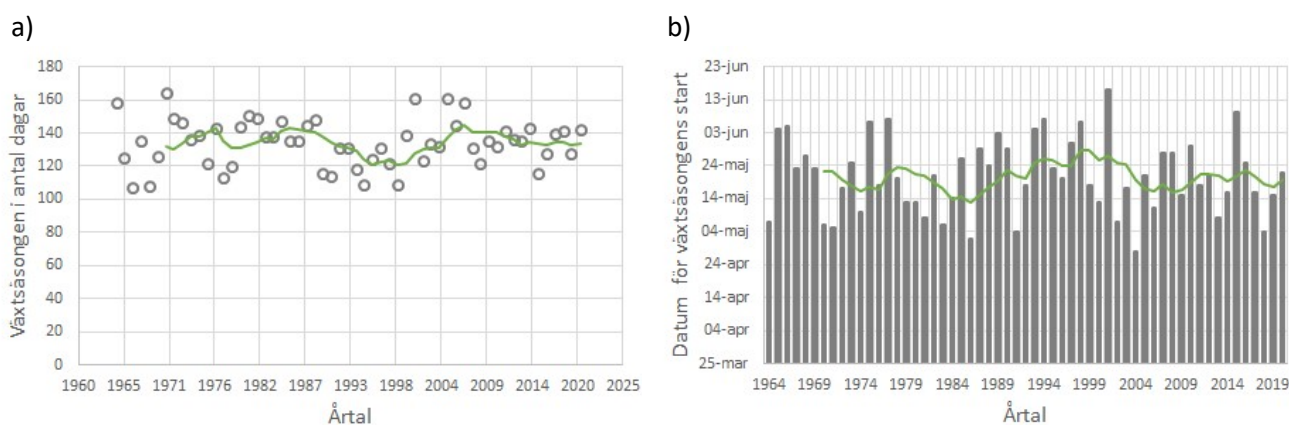 a)
Växtsäsongen i antal dagar
180
160
140
120
100
80
60
40
20
0
1960 1965 1971 1976 1982 1987 1993 1998 2004 2009 2014 2020 2025
Årtal
b)
Datum för växtsäsongens start
23-jun
13-jun
03-jun
24-maj
14-maj
04-maj
24-apr
14-apr
04-apr
25-mar
1964 1969 1974 1979 1984 1989 1994 1999 2004 2009 2014 2019
Årtal